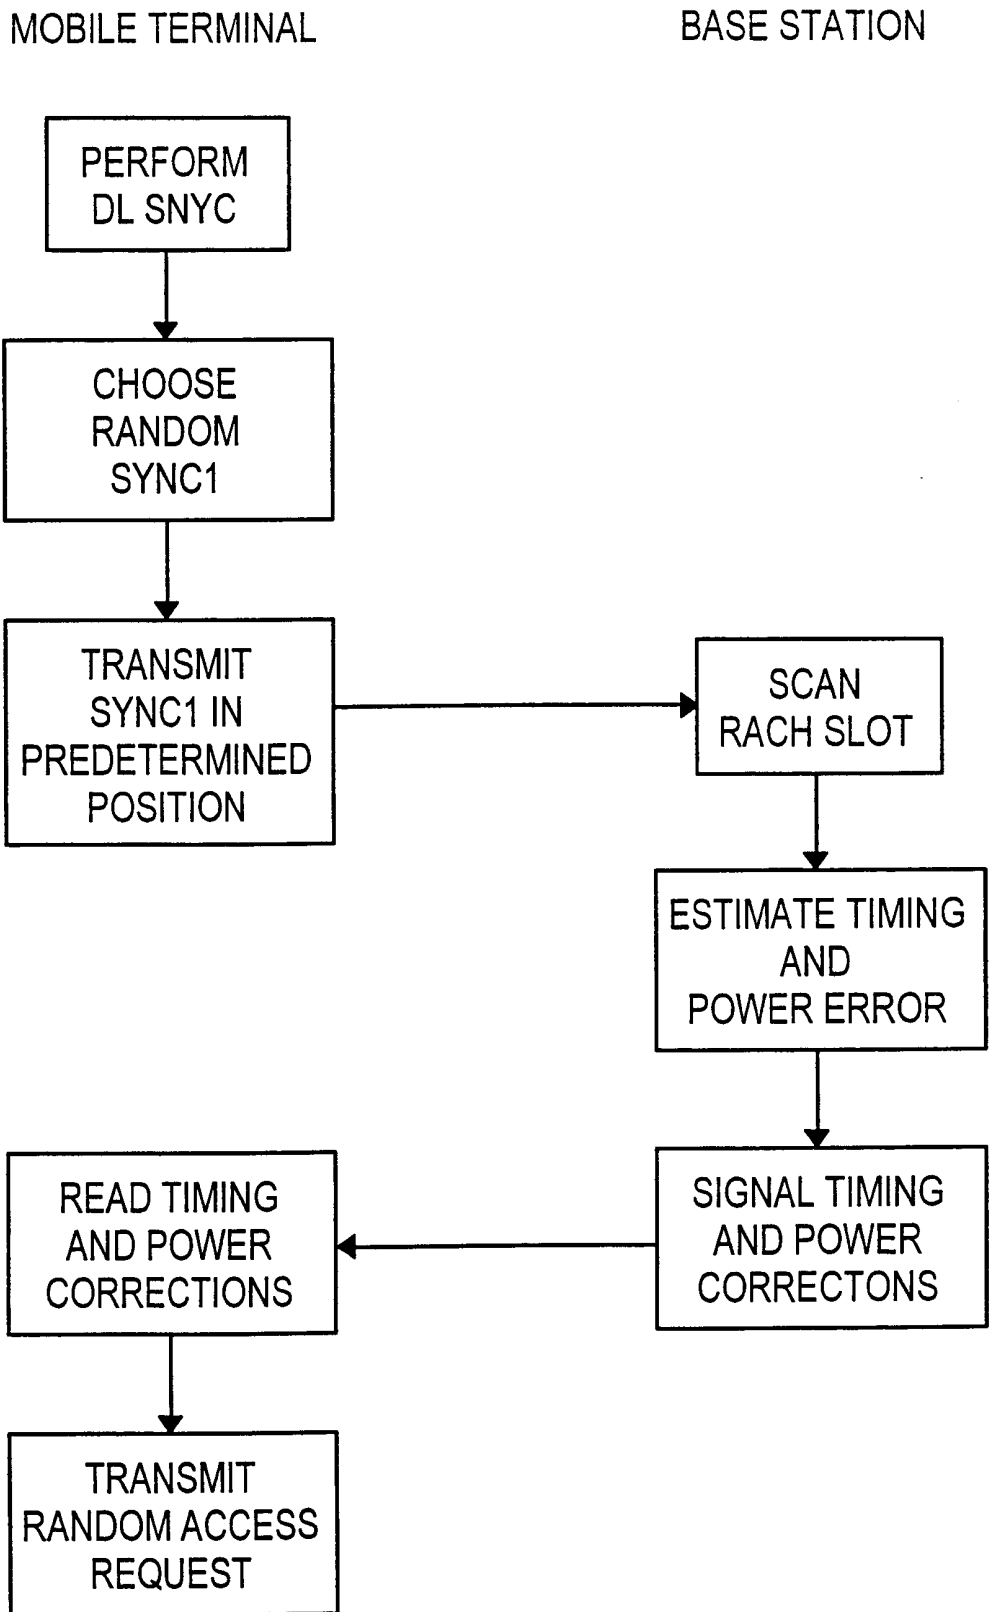 MOBILE TERMINAL
BASE STATION
PERFORM
DL SNYC
CHOOSE
RANDOM
SYNC1
TRANSMIT
SYNC1 IN
PREDETERMINED
POSITION
SCAN
RACH SLOT
ESTIMATE TIMING
AND
POWER ERROR
SIGNAL TIMING
AND POWER
CORRECTONS
READ TIMING
AND POWER
CORRECTIONS
TRANSMIT
RANDOM ACCESS
REQUEST